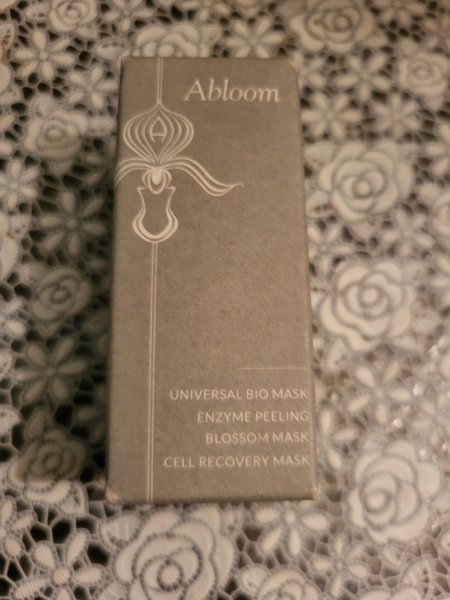 Abloom
A
UNIVERSAL BIO MASK
ENZYME PEELING
BLOSSOM MASK
CELL RECOVERY MASK